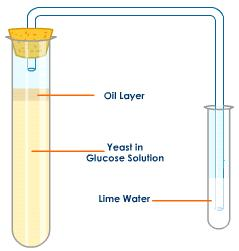 Oil Layer
Yeast in
Glucose Solution
Lime Water